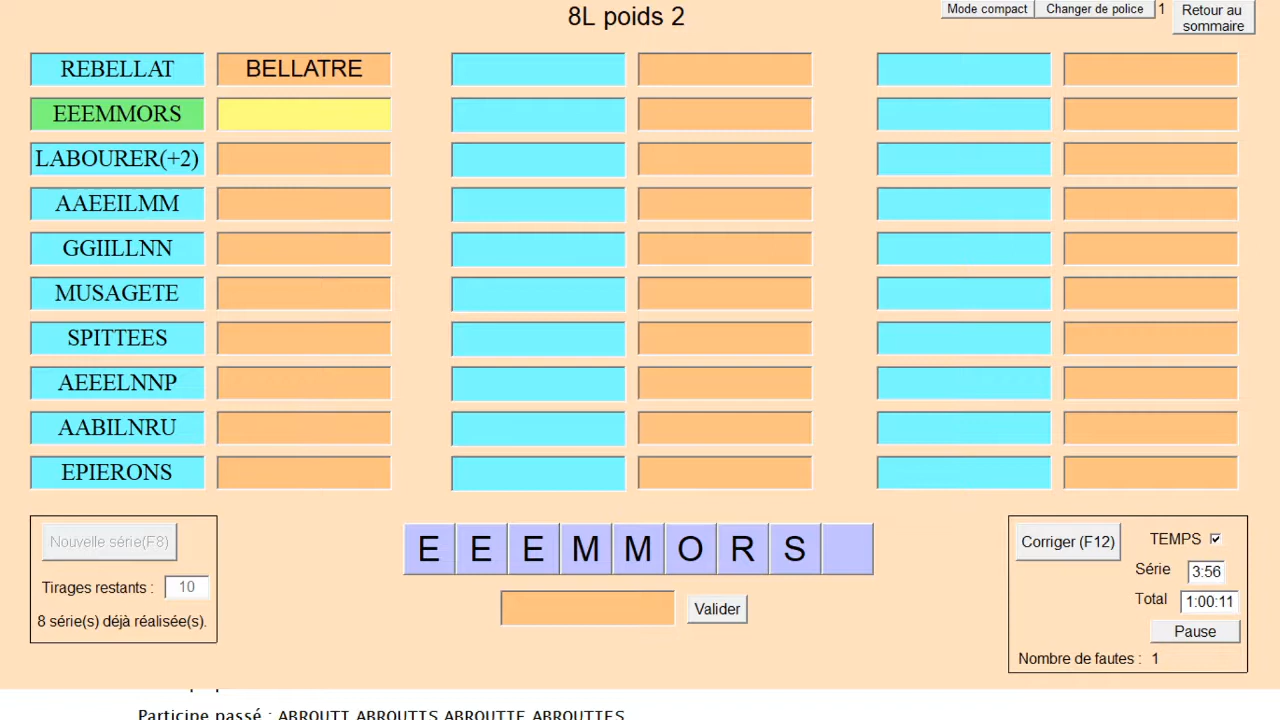 8L poids 2
Mode compact Changer de police 1 Retour au sommaire
REBELLAT BELLATRE
EEEMMORS
LABOURER(+2)
AAEEILMM
GGIILLNN
MUSAGETE
SPITTEES
AEEELNNP
AABILNRU
EPIERONS
Nouvelle série(F8)
Tirages restants : 10
8 série(s) déjà réalisée(s).
E E E M M O R S
Valider
Corriger (F12) TEMPS
Série 3:56
Total 1:00:11
Pause
Nombre de fautes : 1
Participe passé : ABROUTI ABROUTIS ABROUTIE ABROUTIES